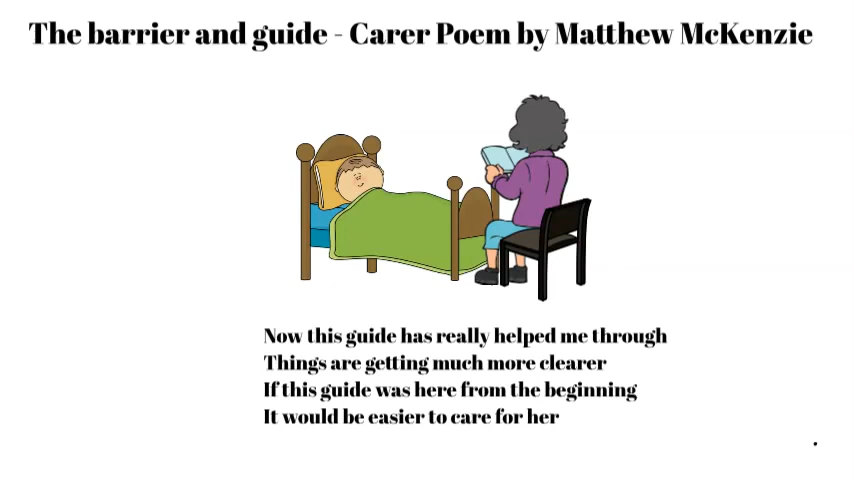 The barrier and guide - Carer Poem by Matthew McKenzie
Now this guide has really helped me through
Things are getting much more clearer
If this guide was here from the beginning
It would be easier to care for her
.